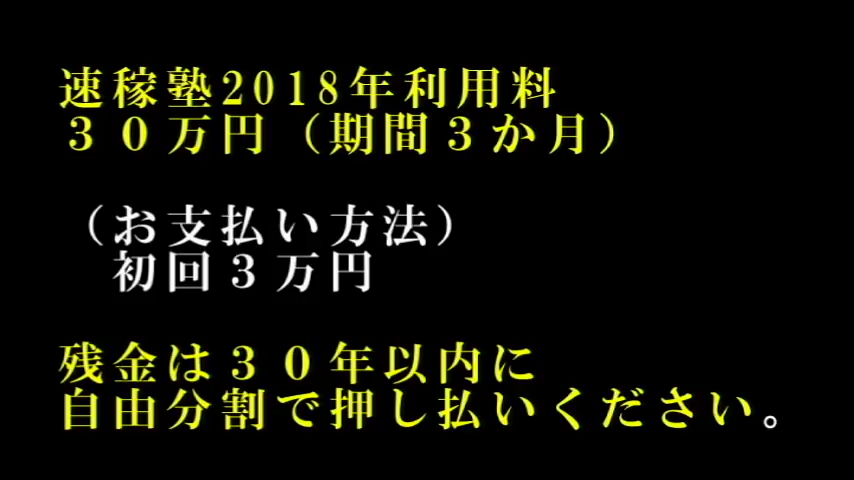 速稼塾2018年利用料
３０万円（期間３か月）
（お支払い方法）
初回３万円
残金は３０年以内に
自由分割で押し払いください。